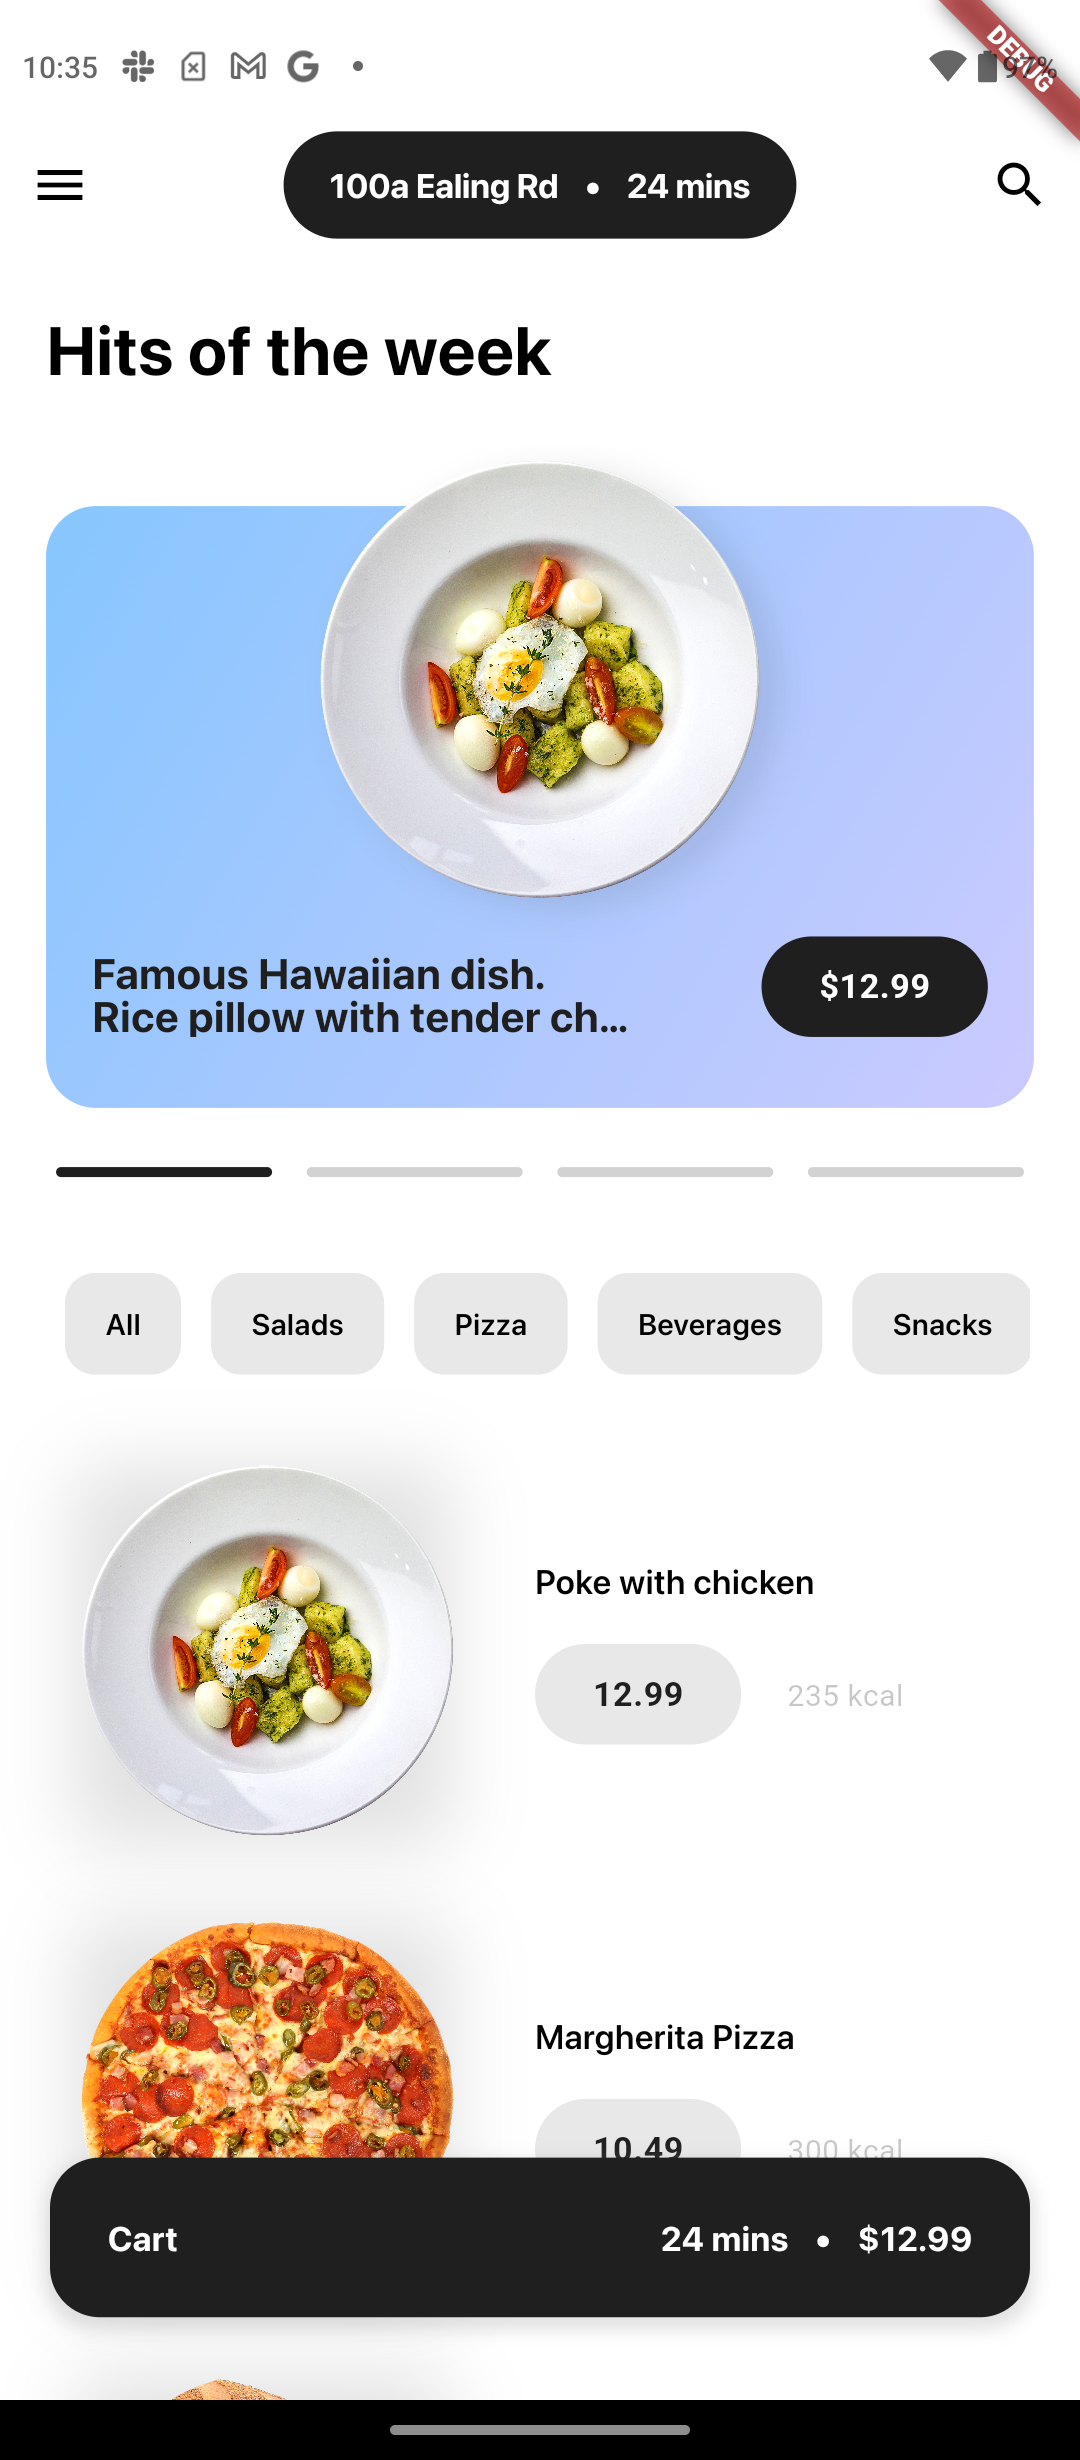 10:35
97%
DEBUG
100a Ealing Rd • 24 mins
Hits of the week
Famous Hawaiian dish.
Rice pillow with tender ch...
$12.99
All Salads Pizza Beverages Snacks
Poke with chicken
12.99 235 kcal
Margherita Pizza
10.49 300 kcal
Cart 24 mins • $12.99